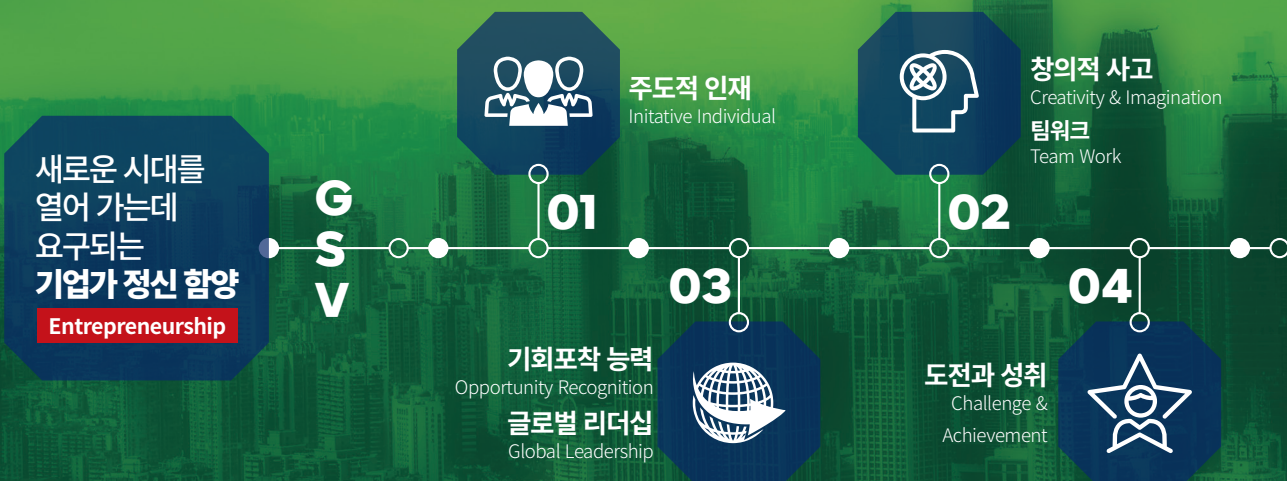 새로운 시대를
열어 가는데
요구되는
기업가 정신 함양
Entrepreneurship
G
S
V
01
주도적 인재
Initative Individual
02
창의적 사고
Creativity & Imagination
팀워크
Team Work
03
기회포착 능력
Opportunity Recognition
글로벌 리더십
Global Leadership
04
도전과 성취
Challenge &
Achievement